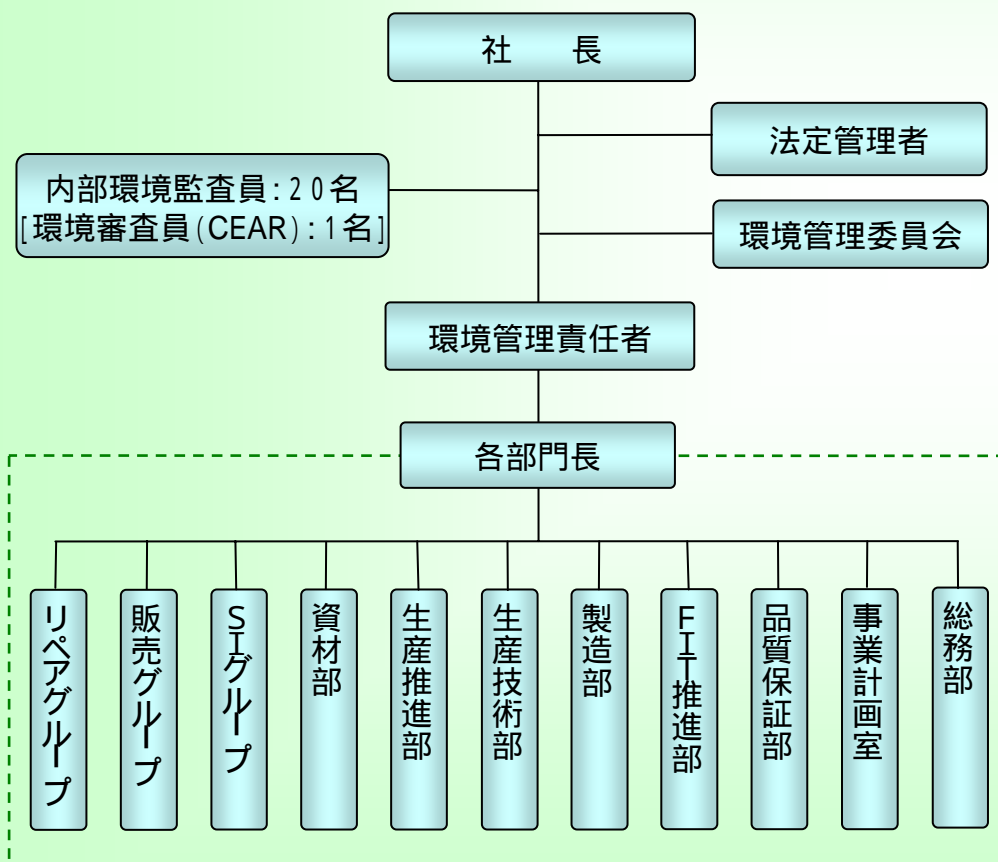 社　　長
法定管理者
内部環境監査員:20名
[環境審査員(CEAR):1名]
環境管理委員会
環境管理責任者
各部門長
リペアグループ
販売グループ
SIグループ
資材部
生産推進部
生産技術部
製造部
FIT推進部
品質保証部
事業計画室
総務部